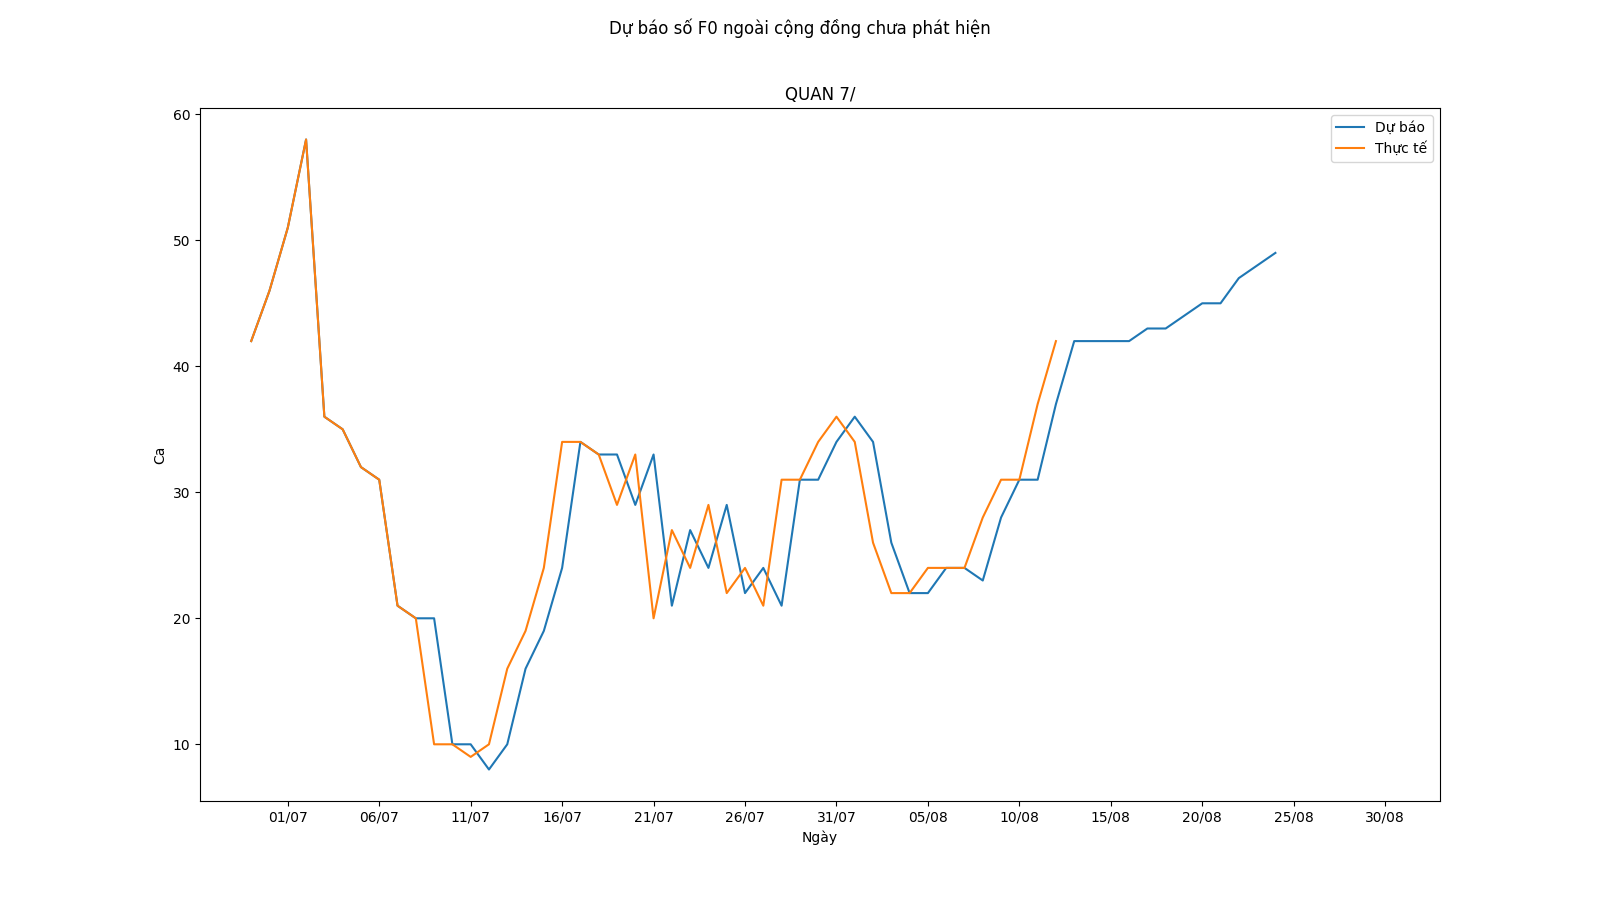 Dự báo số F0 ngoài cộng đồng chưa phát hiện
QUAN 7/
Dự báo
Thực tế
60
50
40
30
20
10
Ca
01/07 06/07 11/07 16/07 21/07 26/07 31/07 05/08 10/08 15/08 20/08 25/08 30/08
Ngày